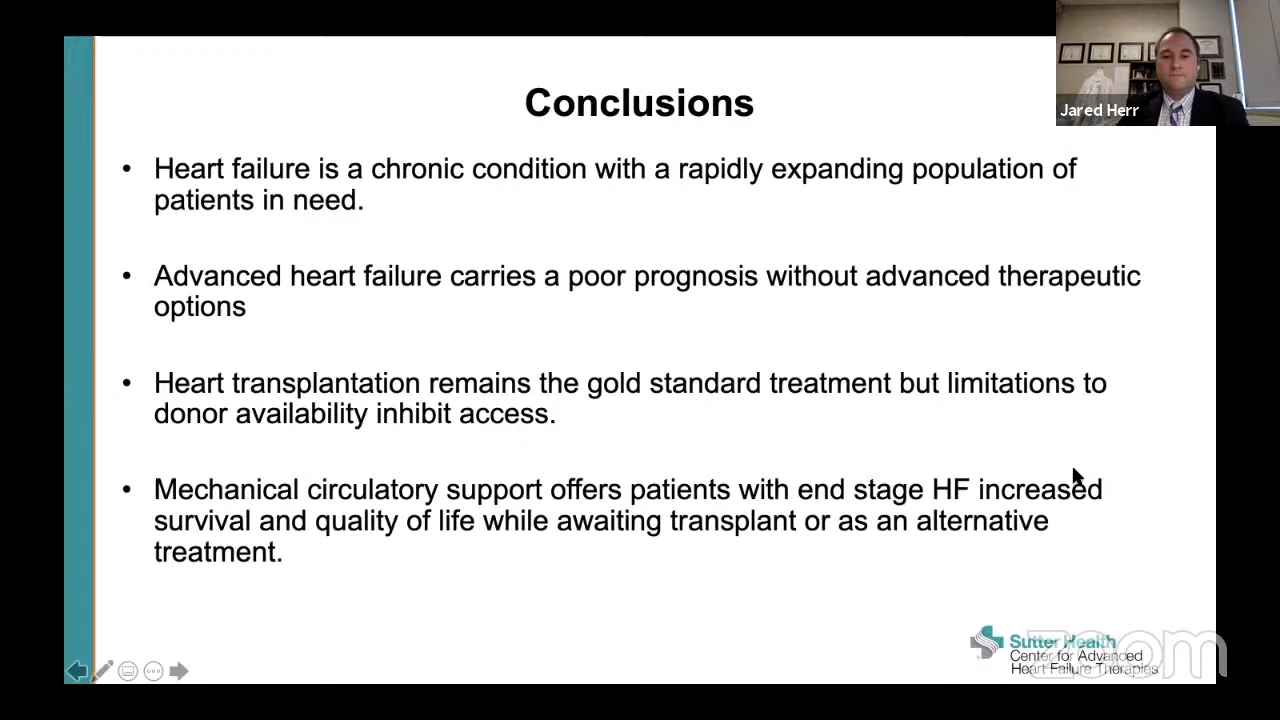 Conclusions
Jared Herr
• Heart failure is a chronic condition with a rapidly expanding population of
patients in need.
• Advanced heart failure carries a poor prognosis without advanced therapeutic
options
• Heart transplantation remains the gold standard treatment but limitations to
donor availability inhibit access.
• Mechanical circulatory support offers patients with end stage HF increased
survival and quality of life while awaiting transplant or as an alternative
treatment.
Sutter Health
Center for Advanced
Heart Failure Therapies
zoom